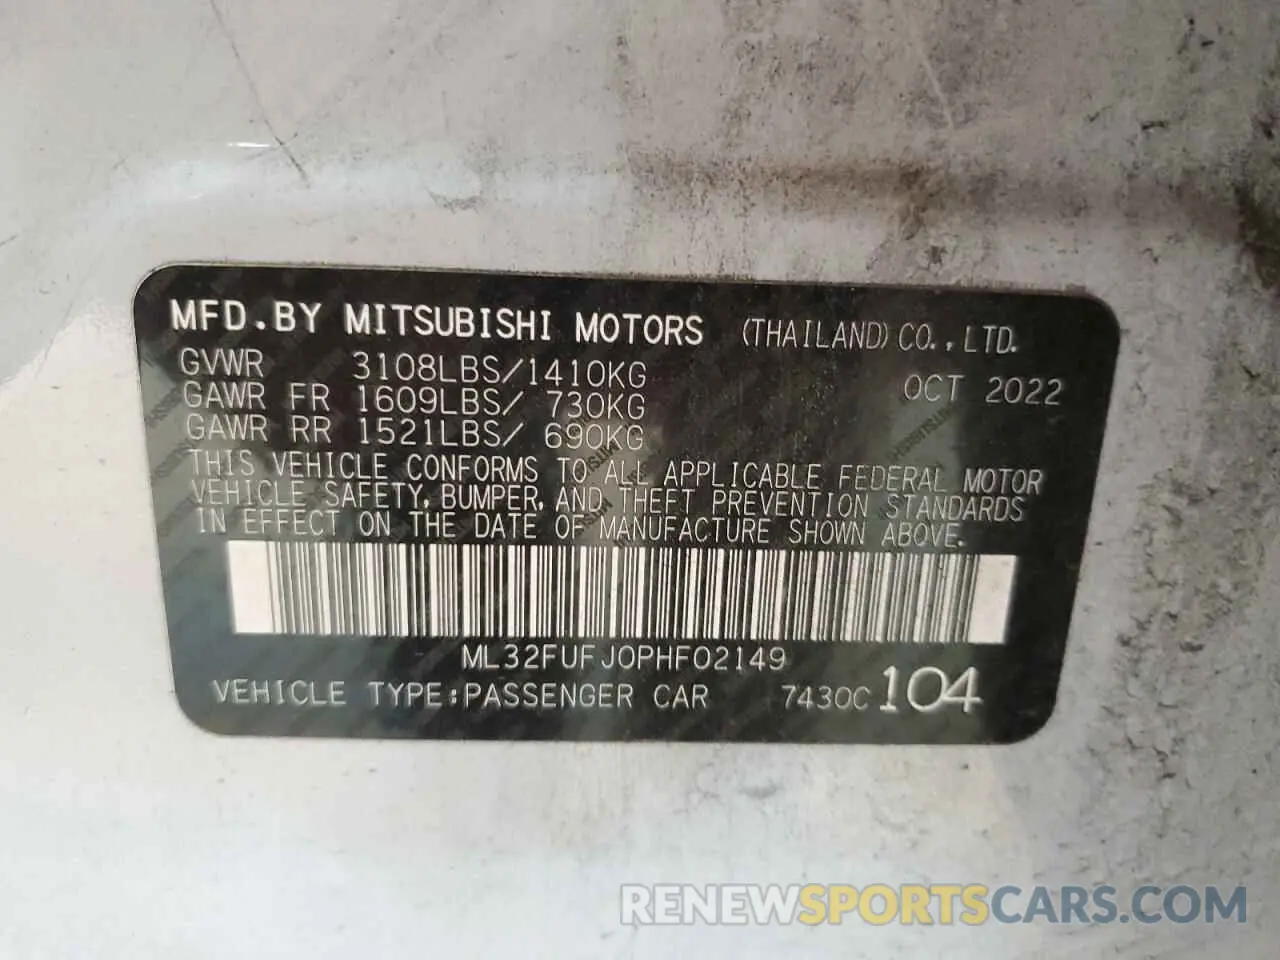 MFD.BY MITSUBISHI MOTORS (THAILAND) CO., LTD.
GVWR 3108LBS/1410KG OCT 2022
GAWR FR 1609LBS/ 730KG
GAWR RR 1521LBS/ 690KG
THIS VEHICLE CONFORMS TO ALL APPLICABLE FEDERAL MOTOR
VEHICLE SAFETY, BUMPER, AND THEFT PREVENTION STANDARDS
IN EFFECT ON THE DATE OF MANUFACTURE SHOWN ABOVE.
ML32FUFJ0PHF02149
VEHICLE TYPE:PASSENGER CAR 7430C 104
RENEWSPORTSCARS.COM